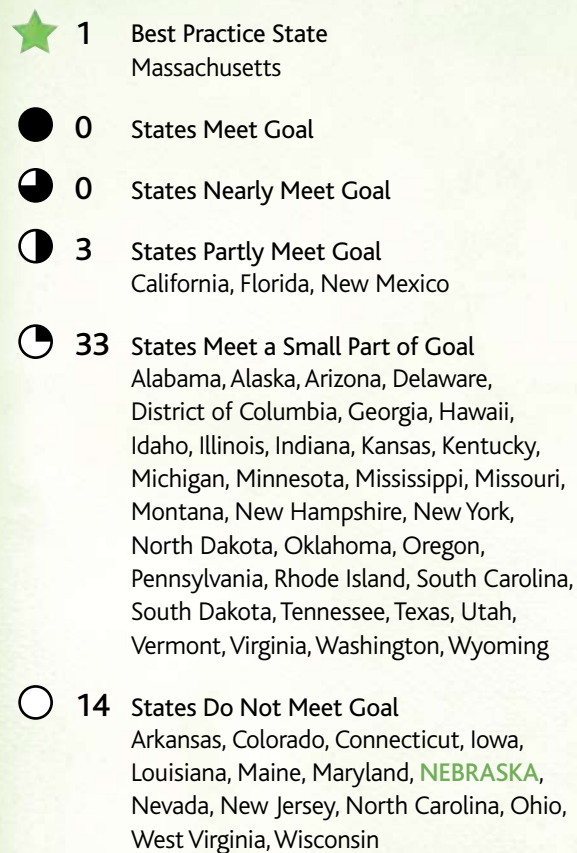 1 Best Practice State
Massachusetts
0 States Meet Goal
0 States Nearly Meet Goal
3 States Partly Meet Goal
California, Florida, New Mexico
33 States Meet a Small Part of Goal
Alabama, Alaska, Arizona, Delaware,
District of Columbia, Georgia, Hawaii,
Idaho, Illinois, Indiana, Kansas, Kentucky,
Michigan, Minnesota, Mississippi, Missouri,
Montana, New Hampshire, New York,
North Dakota, Oklahoma, Oregon,
Pennsylvania, Rhode Island, South Carolina,
South Dakota, Tennessee, Texas, Utah,
Vermont, Virginia, Washington, Wyoming
14 States Do Not Meet Goal
Arkansas, Colorado, Connecticut, Iowa,
Louisiana, Maine, Maryland, NEBRASKA,
Nevada, New Jersey, North Carolina, Ohio,
West Virginia, Wisconsin